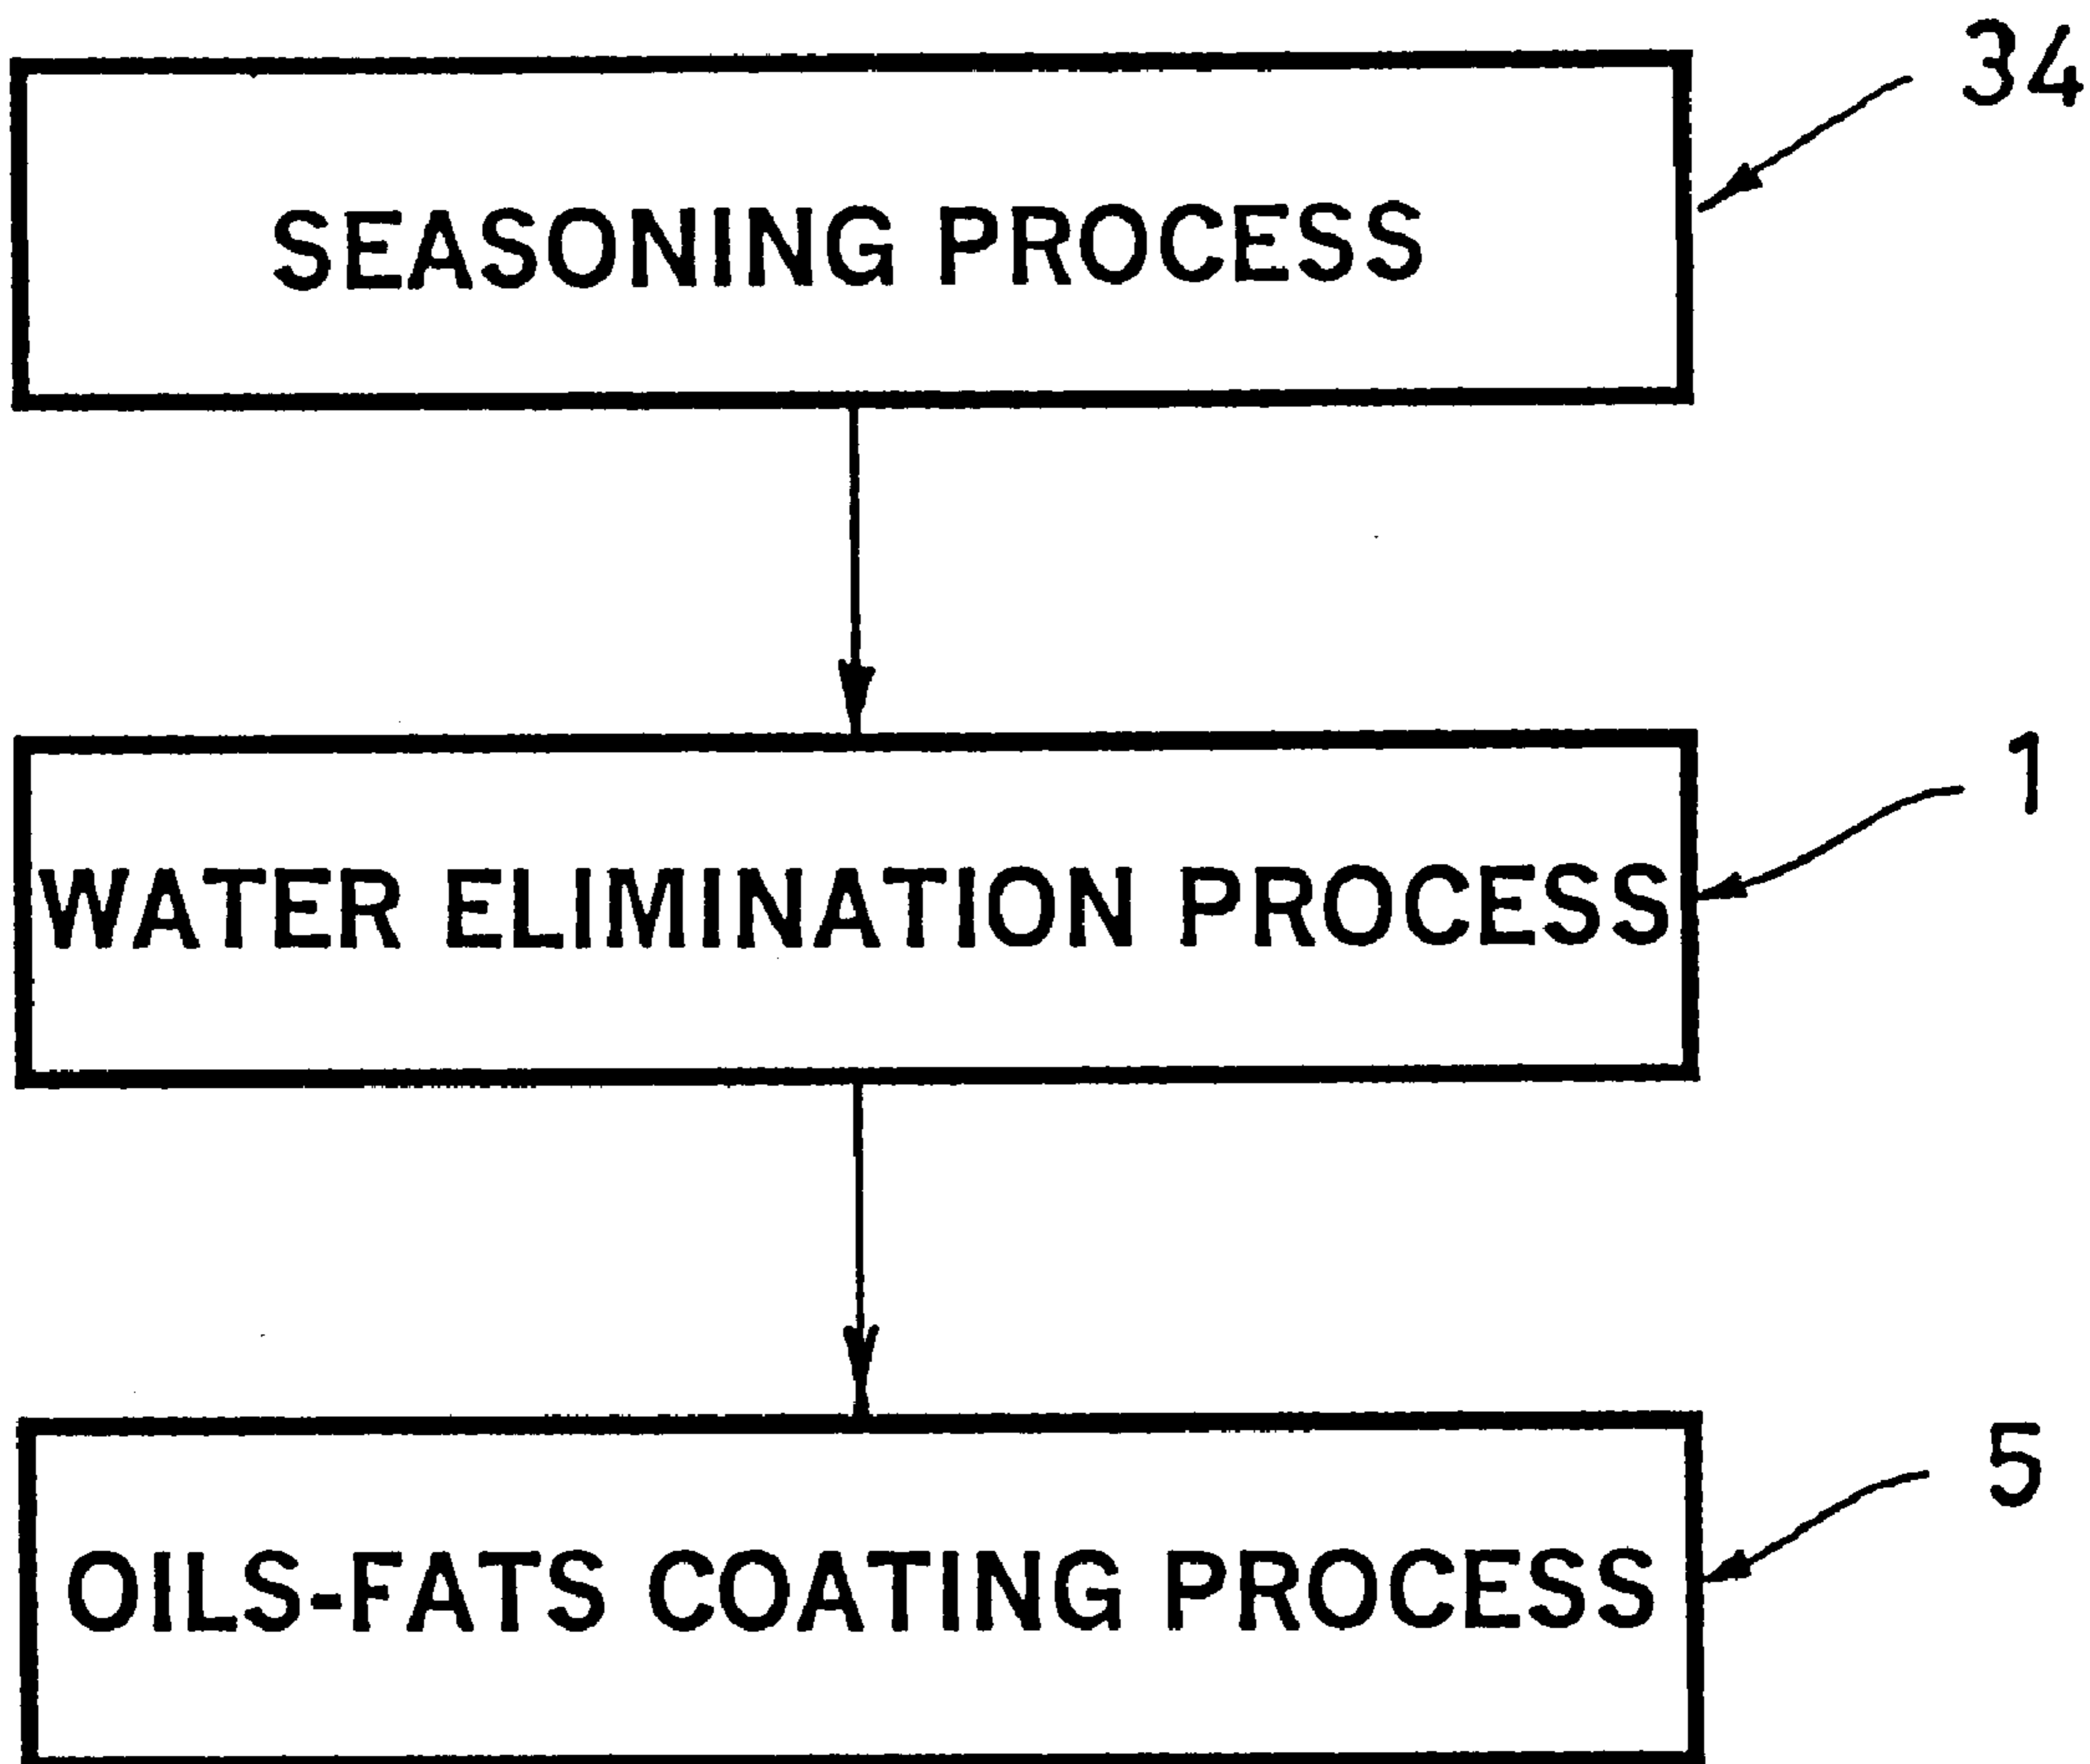 34
SEASONING PROCESS
1
WATER ELIMINATION PROCESS
5
OILS-FATS COATING PROCESS